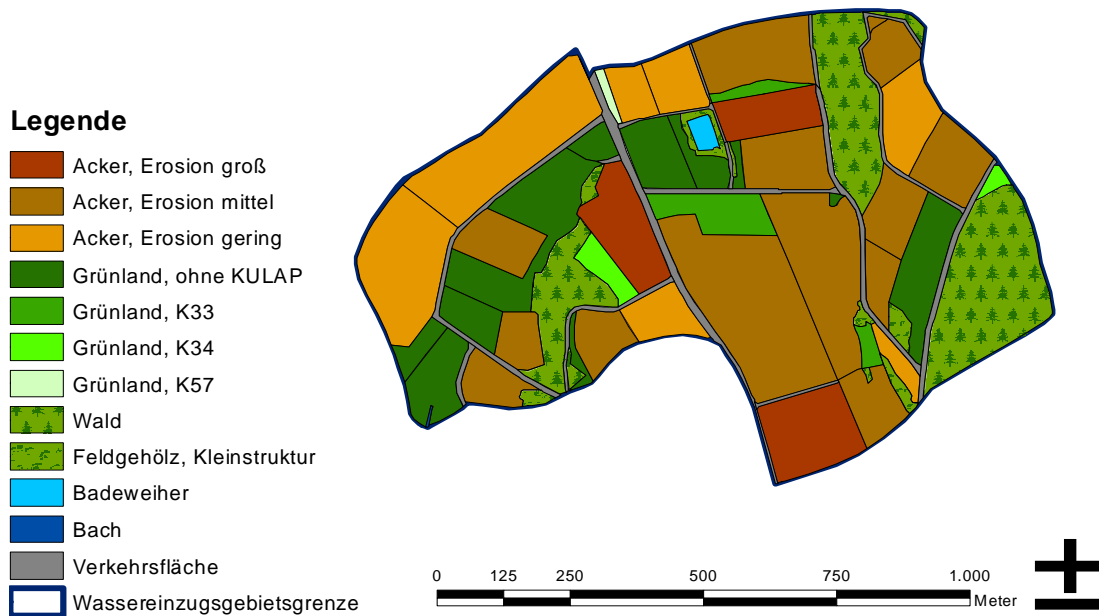 Legende
Acker, Erosion groß
Acker, Erosion mittel
Acker, Erosion gering
Grünland, ohne KULAP
Grünland, K33
Grünland, K34
Grünland, K57
Wald
Feldgehölz, Kleinstruktur
Badeweiher
Bach
Verkehrsfläche
Wassereinzugsgebietsgrenze
0 125 250 500 750 1.000
Meter